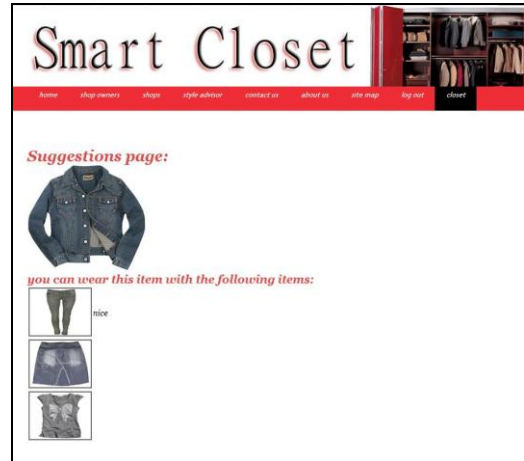 Smart Closet
home shop owners shops style advisor contact us about us site map log out closet
Suggestions page:
you can wear this item with the following items:
nice